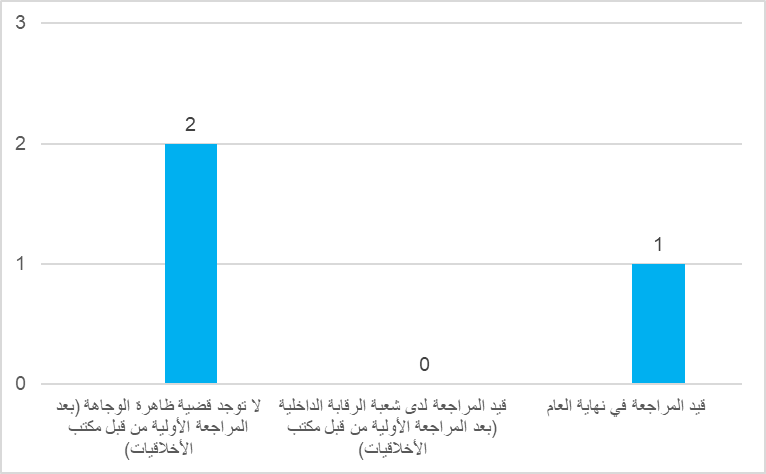 3
2
1
0
2
0
1
لا توجد قضية ظاهرة الوجاهة (بعد
المراجعة الأولية من قبل مكتب
الأخلاقيات)
قيد المراجعة لدى شعبة الرقابة الداخلية
(بعد المراجعة الأولية من قبل مكتب
الأخلاقيات)
قيد المراجعة في نهاية العام